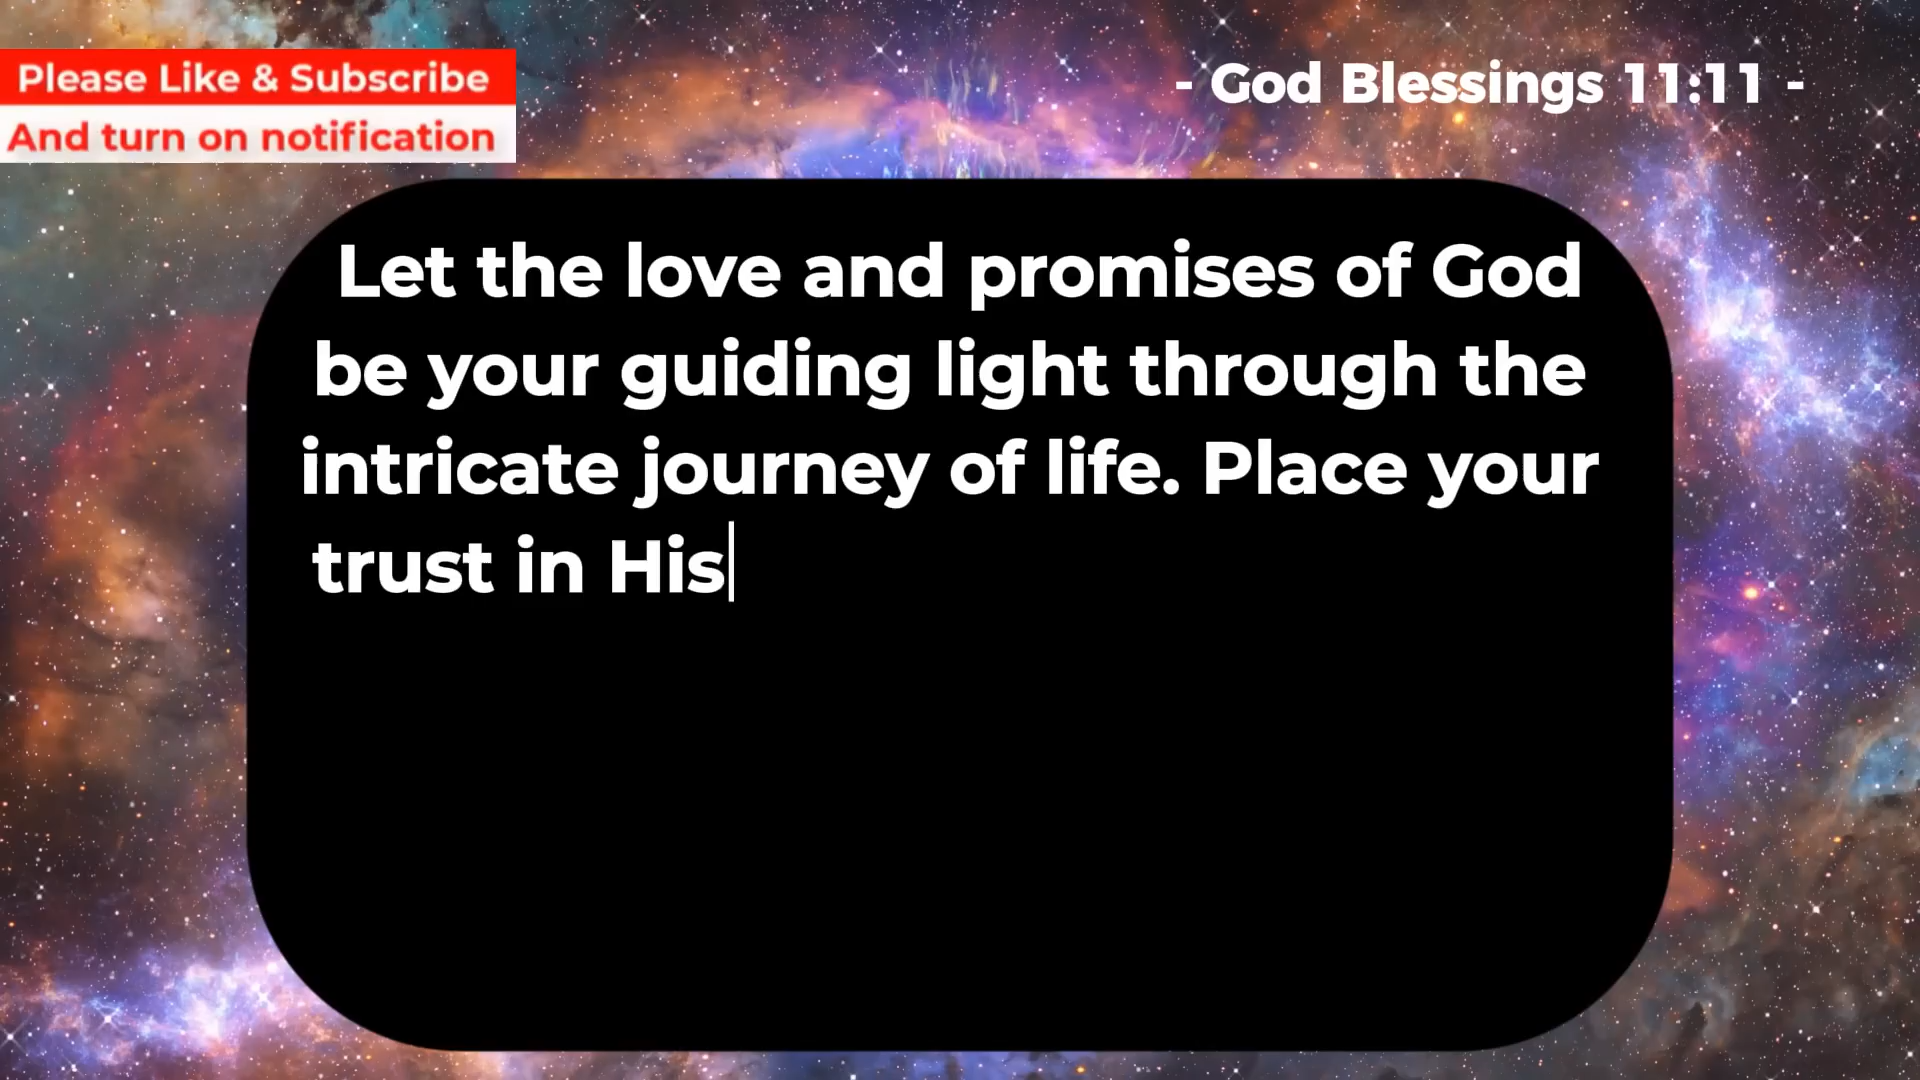 Please Like & Subscribe
And turn on notification
- God Blessings 11:11 -
Let the love and promises of God
be your guiding light through the
intricate journey of life. Place your
trust in His